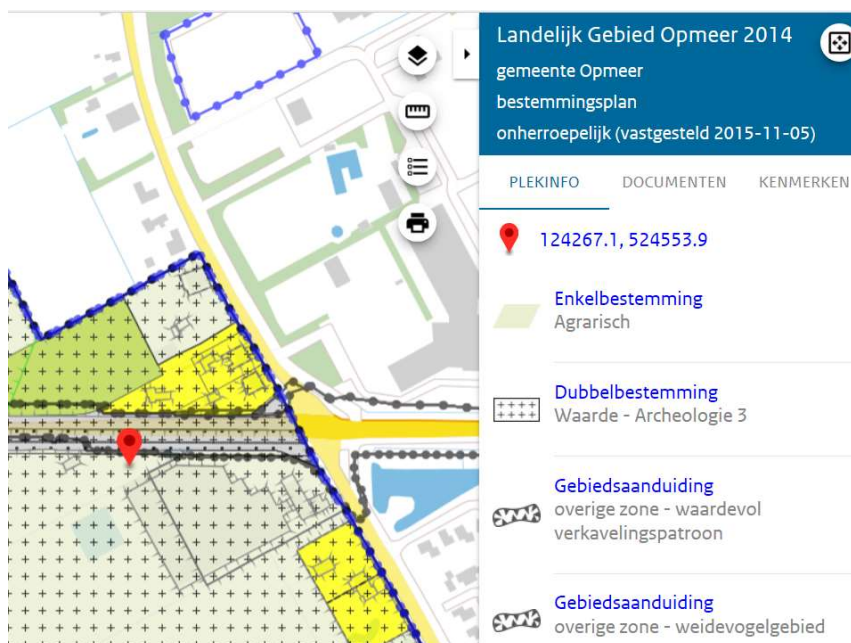 Landelijk Gebied Opmeer 2014
gemeente Opmeer
bestemmingsplan
onherroepelijk (vastgesteld 2015-11-05)
PLEKINFO DOCUMENTEN KENMERKEN
124267.1, 524553.9
Enkelbestemming
Agrarisch
Dubbelbestemming
Waarde - Archeologie 3
Gebiedsaanduiding
overige zone - waardevol
verkavelingspatroon
Gebiedsaanduiding
overige zone - weidevogelgebied